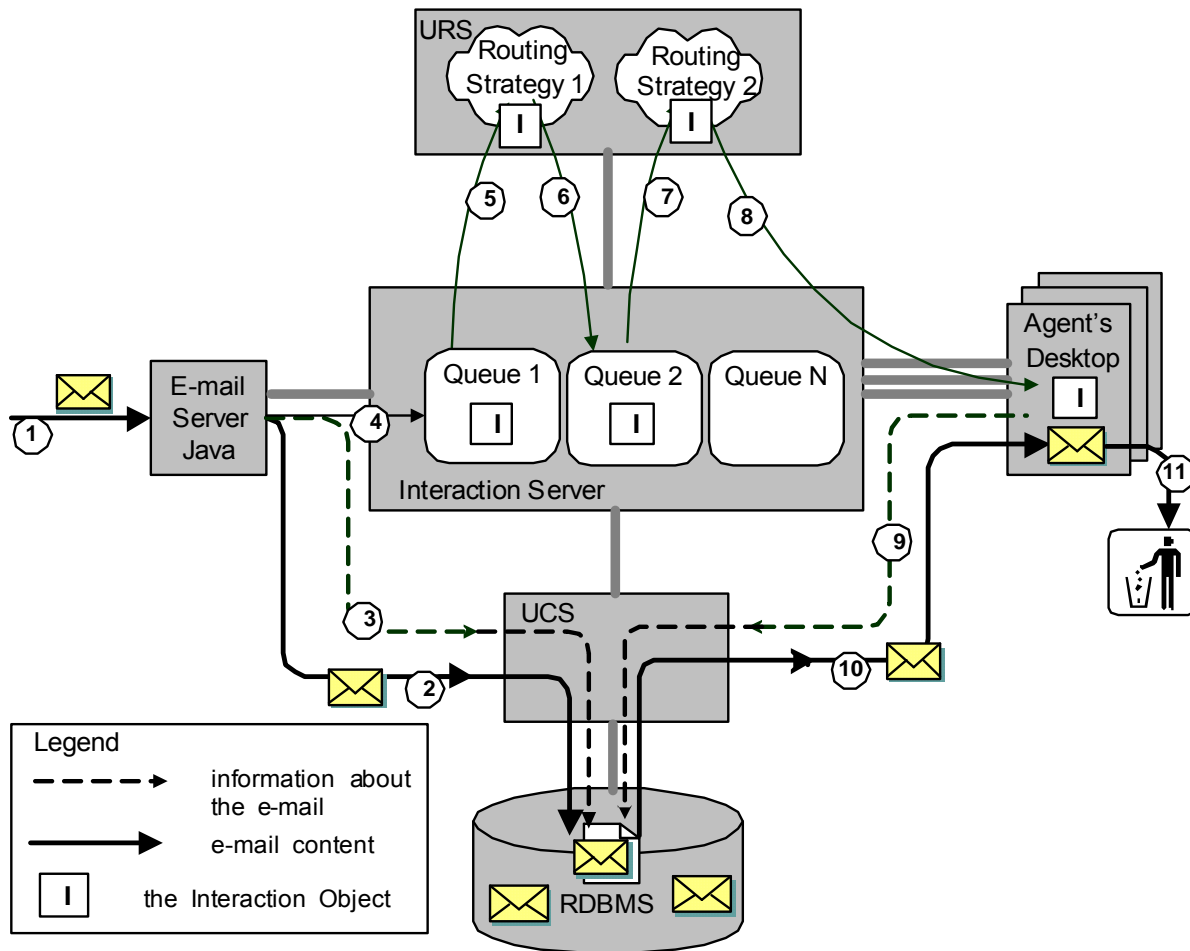 URS
Routing
Strategy 1
I
Routing
Strategy 2
I
5
6
7
8
E-mail
Server
Java
1
4
Queue 1
I
Queue 2
I
Queue N
Interaction Server
Agent's
Desktop
I
11
9
3
UCS
2
10
Legend
information about
the e-mail
e-mail content
I
the Interaction Object
RDBMS